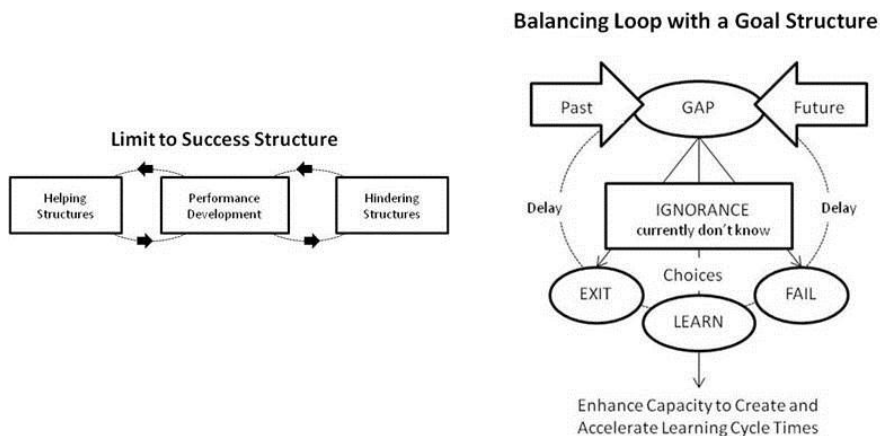 Limit to Success Structure
Helping
Structures
Performance
Development
Hindering
Structures
Balancing Loop with a Goal Structure
Past
GAP
Future
Delay
IGNORANCE
currently don't know
Delay
Choices
EXIT
FAIL
LEARN
Enhance Capacity to Create and
Accelerate Learning Cycle Times